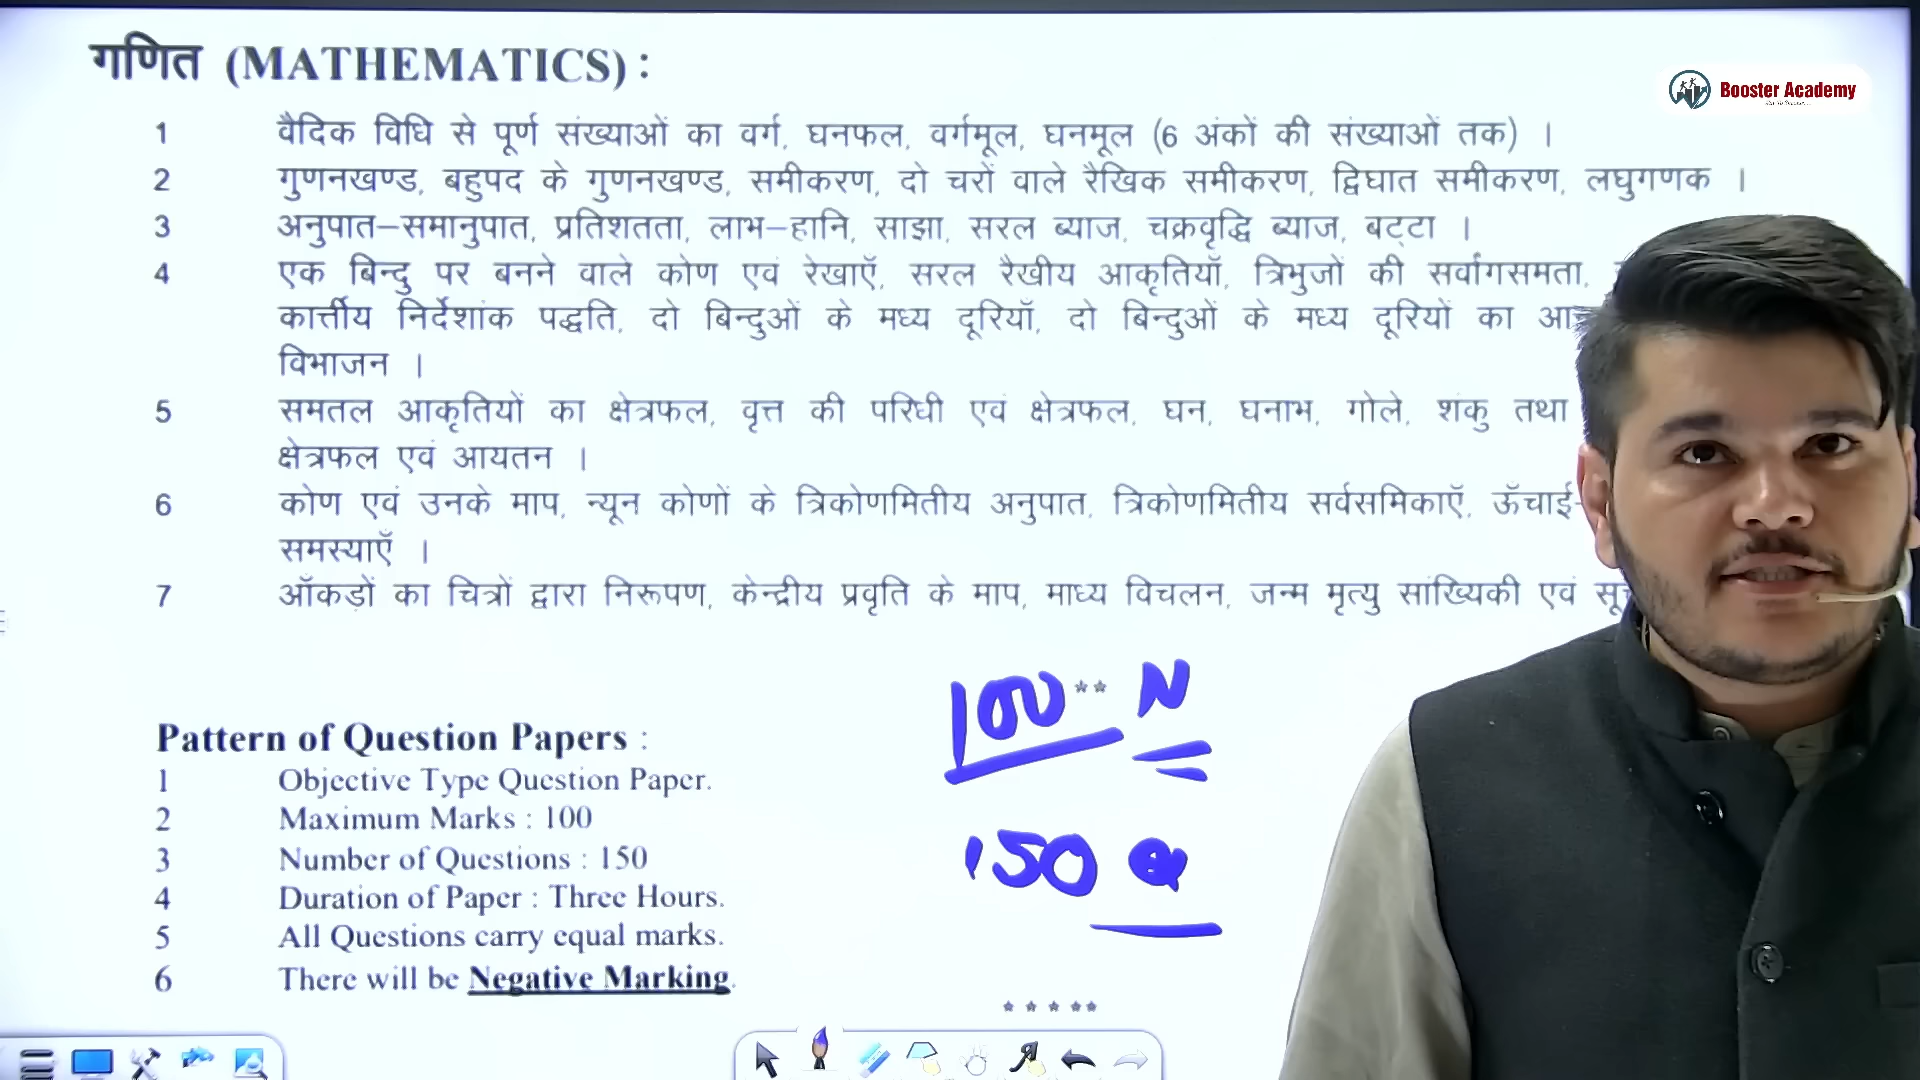 गणित (MATHEMATICS) :
Booster Academy
1 वैदिक विधि से पूर्ण संख्याओं का वर्ग, घनफल, वर्गमूल, घनमूल (6 अंकों की संख्याओं तक) ।
2 गुणनखण्ड, बहुपद के गुणनखण्ड, समीकरण, दो चरों वाले रैखिक समीकरण, द्विघात समीकरण, लघुगणक ।
3 अनुपात–समानुपात, प्रतिशतता, लाभ–हानि, साझा, सरल ब्याज, चक्रवृद्धि ब्याज, बट्टा ।
4 एक बिन्दु पर बनने वाले कोण एवं रेखाएँ, सरल रैखीय आकृतियाँ, त्रिभुजों की सर्वांगसमता,
कार्त्तीय निर्देशांक पद्धति, दो बिन्दुओं के मध्य दूरियाँ, दो बिन्दुओं के मध्य दूरियों का
विभाजन ।
5 समतल आकृतियों का क्षेत्रफल, वृत्त की परिधी एवं क्षेत्रफल, घन, घनाभ, गोले, शंकु तथा
क्षेत्रफल एवं आयतन ।
6 कोण एवं उनके माप, न्यून कोणों के त्रिकोणमितीय अनुपात, त्रिकोणमितीय सर्वसमिकाएँ, ऊँचाई-
समस्याएँ ।
7 ऑकड़ों का चित्रों द्वारा निरूपण, केन्द्रीय प्रवृति के माप, माध्य विचलन, जन्म मृत्यु सांख्यिकी एवं
100 ** N
Pattern of Question Papers :
1 Objective Type Question Paper.
2 Maximum Marks : 100
3 Number of Questions : 150
150 Q
4 Duration of Paper : Three Hours.
5 All Questions carry equal marks.
6 There will be Negative Marking.
*****